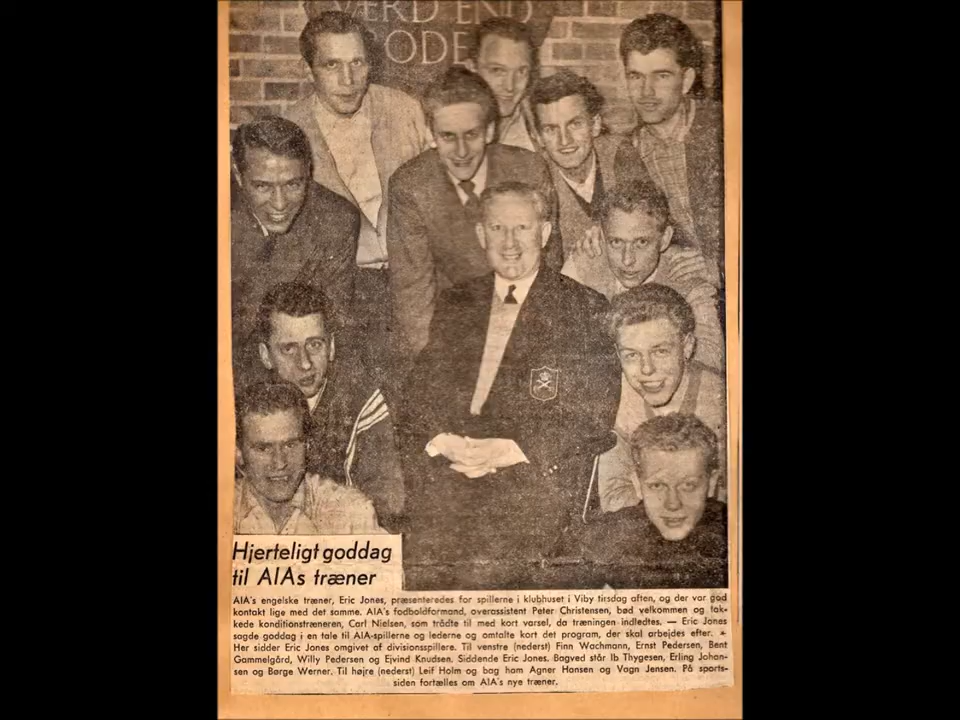 VÆRD END
ODE
Hjerteligt goddag
til AIAs træner
AIA's engelske træner, Eric Jones, præsenteredes for spillerne i klubhuset i Viby tirsdag aften, og der var god
kontakt lige med det samme. AIA's fodboldformand, overassistent Peter Christensen, bød velkommen og tak-
kede konditionstræneren, Carl Nielsen, som trådte til med kort varsel, da træningen indledtes. — Eric Jones
sagde goddag i en tale til AIA-spillerne og lederne og omtalte kort det program, der skal arbejdes efter. ★
Her sidder Eric Jones omgivet af divisionsspillere. Til venstre (nederst) Finn Wachmann, Ernst Pedersen, Bent
Gammelgård, Willy Pedersen og Ejvind Knudsen. Siddende Eric Jones. Bagved står Ib Thygesen, Erling Johan-
sen og Børge Werner. Til højre (nederst) Leif Holm og bag ham Agner Hansen og Vagn Jensen. På sports-
siden fortælles om AIA's nye træner.